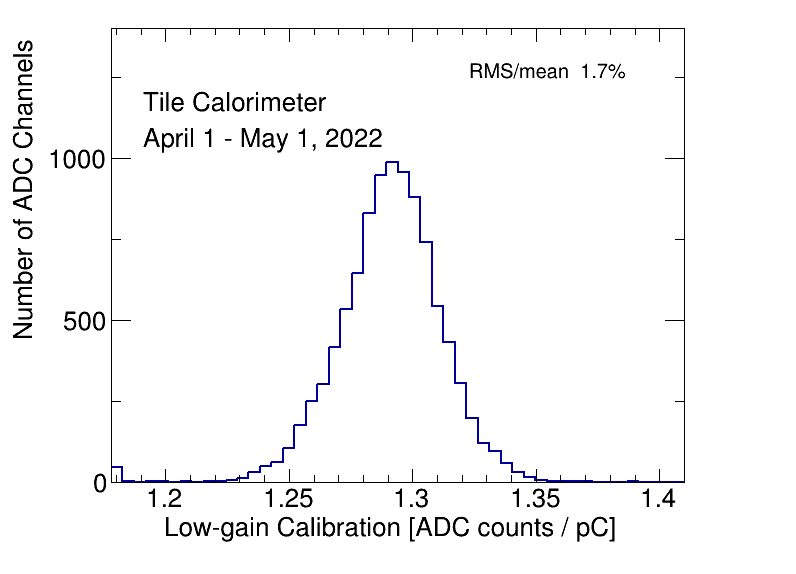 RMS/mean 1.7%
Tile Calorimeter
April 1 - May 1, 2022
Number of ADC Channels
1000
500
0
1.2 1.25 1.3 1.35 1.4
Low-gain Calibration [ADC counts / pC]